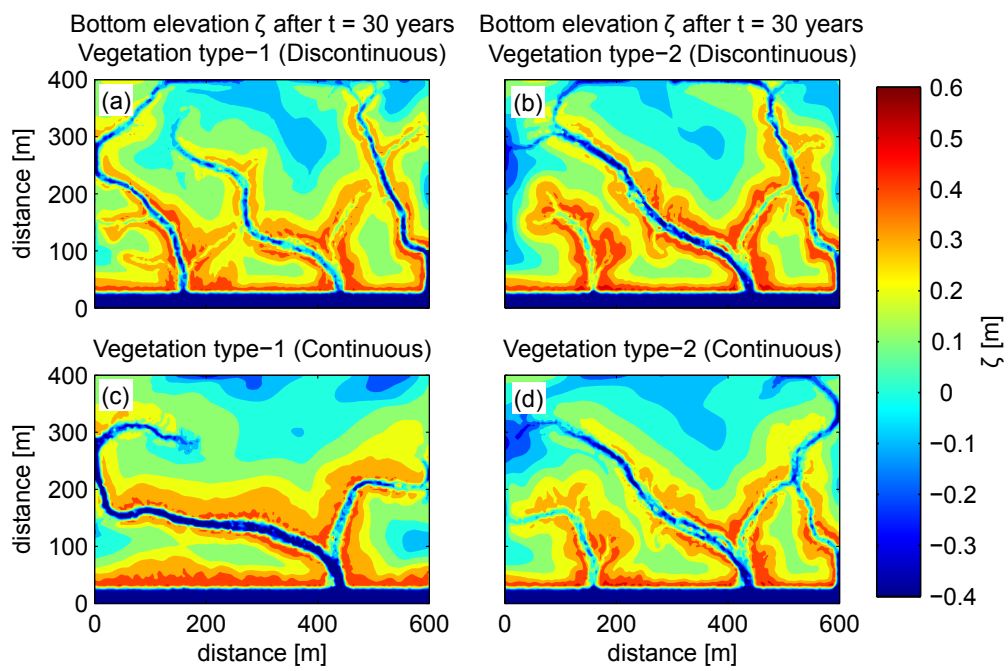 Bottom elevation ζ after t = 30 years
Vegetation type−1 (Discontinuous)
Bottom elevation ζ after t = 30 years
Vegetation type−2 (Discontinuous)
(a)
400
300
200
100
0
distance [m]
(b)
Vegetation type−1 (Continuous)
(c)
400
300
200
100
0
distance [m]
0
200
400
600
distance [m]
Vegetation type−2 (Continuous)
(d)
0
200
400
600
distance [m]
0.6
0.5
0.4
0.3
0.2
0.1
0
−0.1
−0.2
−0.3
−0.4
ζ [m]